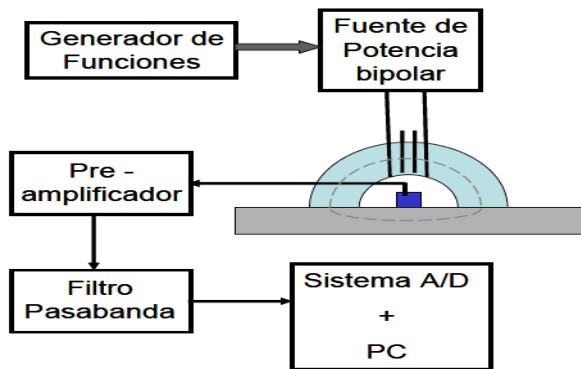 Generador de
Funciones
Fuente de
Potencia
bipolar
Pre -
amplificador
Filtro
Pasabanda
Sistema A/D
+
PC